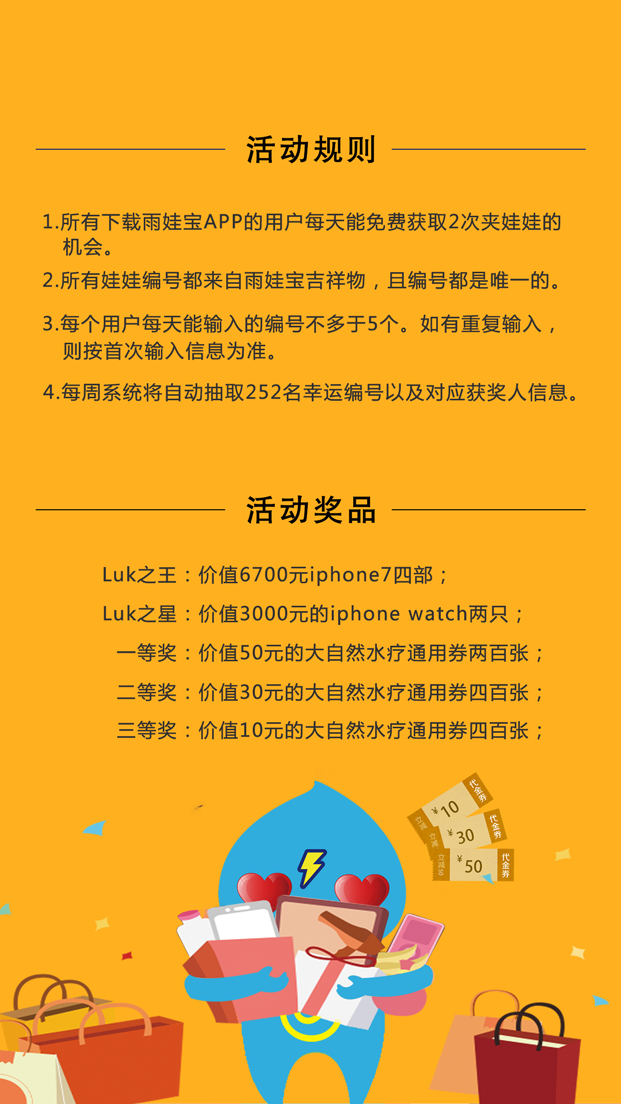 活动规则
1.所有下载雨娃宝APP的用户每天能免费获取2次夹娃娃的
机会。
2.所有娃娃编号都来自雨娃宝吉祥物，且编号都是唯一的。
3.每个用户每天能输入的编号不多于5个。如有重复输入，
则按首次输入信息为准。
4.每周系统将自动抽取252名幸运编号以及对应获奖人信息。
活动奖品
Luk之王：价值6700元iphone7四部；
Luk之星：价值3000元的iphone watch两只；
一等奖：价值50元的大自然水疗通用券两百张；
二等奖：价值30元的大自然水疗通用券四百张；
三等奖：价值10元的大自然水疗通用券四百张；
立减 ¥10 代金券
立减 ¥30 代金券
立减50 ¥50 代金券